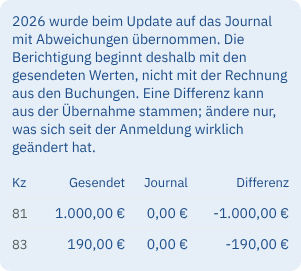 2026 wurde beim Update auf das Journal
mit Abweichungen übernommen. Die
Berichtigung beginnt deshalb mit den
gesendeten Werten, nicht mit der Rechnung
aus den Buchungen. Eine Differenz kann
aus der Übernahme stammen; ändere nur,
was sich seit der Anmeldung wirklich
geändert hat.
Kz Gesendet Journal Differenz
81 1.000,00 € 0,00 € -1.000,00 €
83 190,00 € 0,00 € -190,00 €